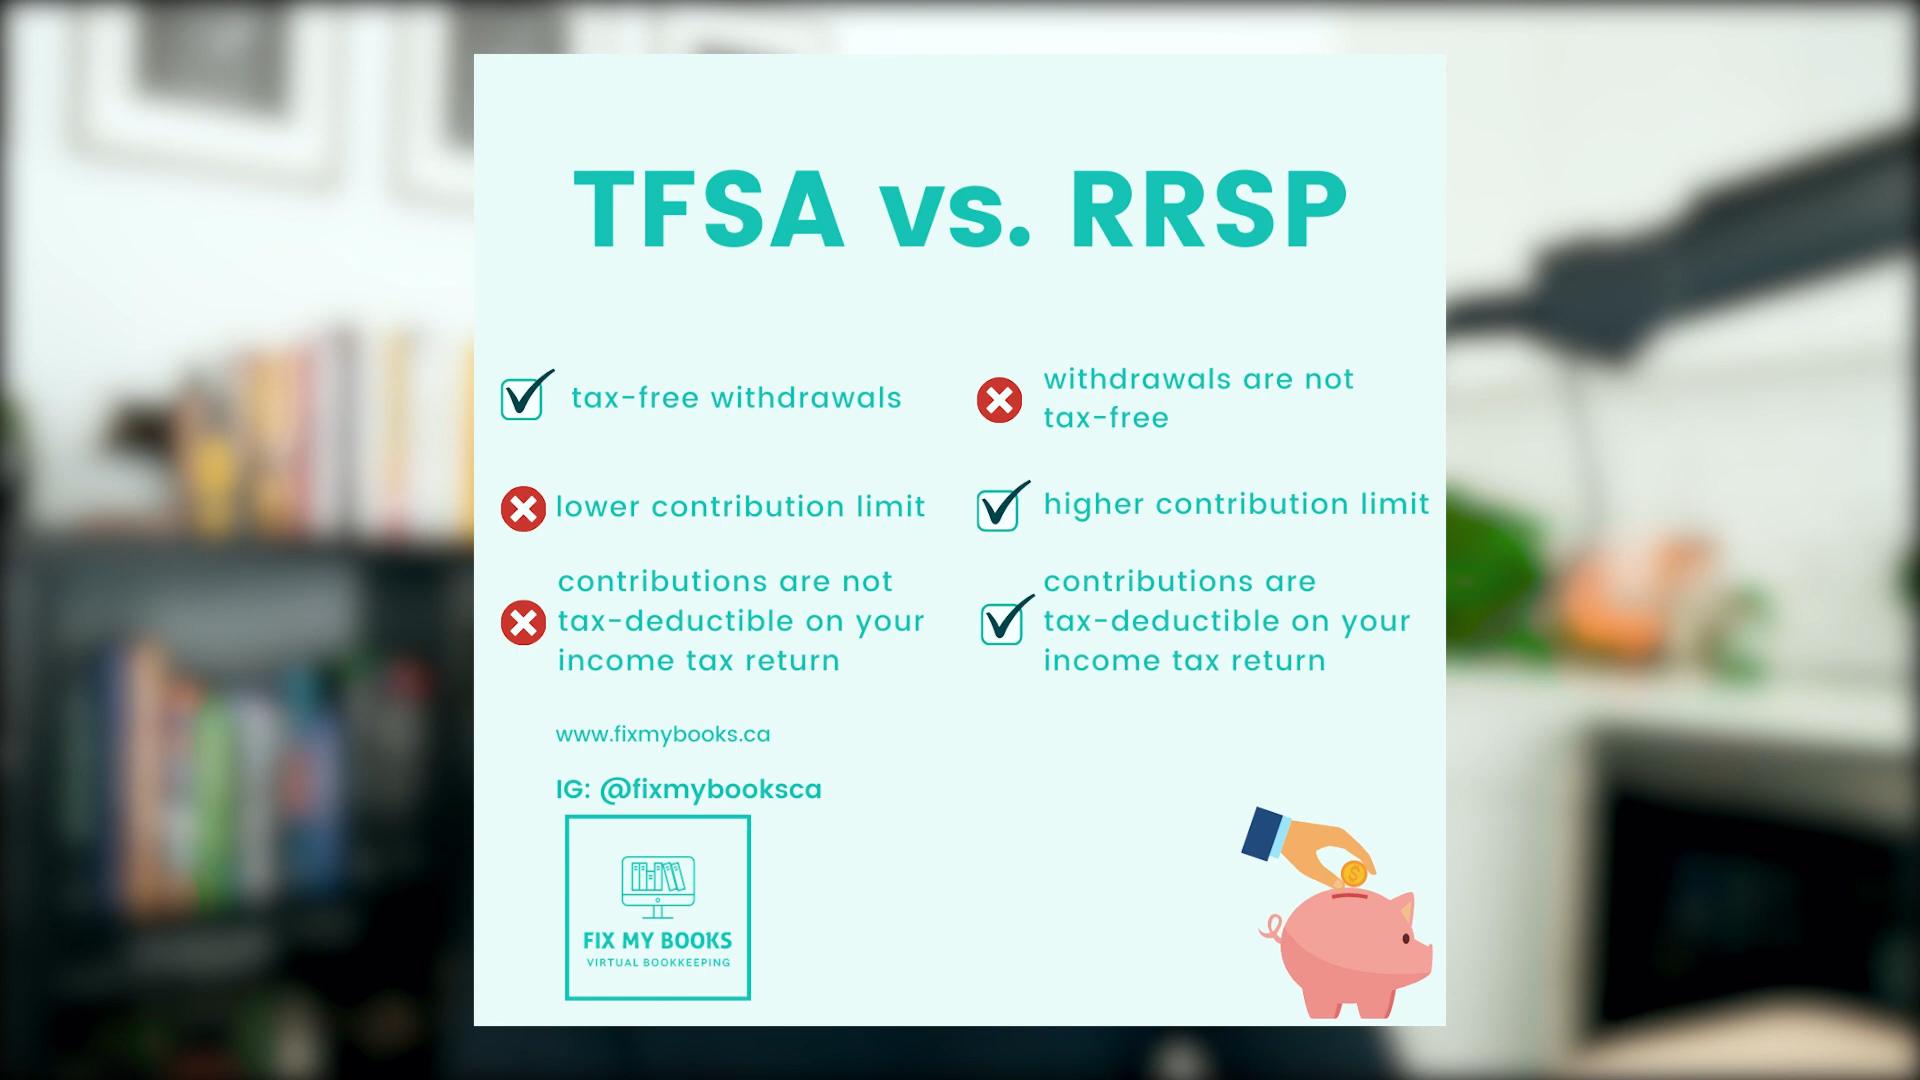 TFSA vs. RRSP
tax-free withdrawals
lower contribution limit
contributions are not
tax-deductible on your
income tax return
withdrawals are not
tax-free
higher contribution limit
contributions are
tax-deductible on your
income tax return
www.fixmybooks.ca
IG: @fixmybooksca
FIX MY BOOKS
VIRTUAL BOOKKEEPING
$